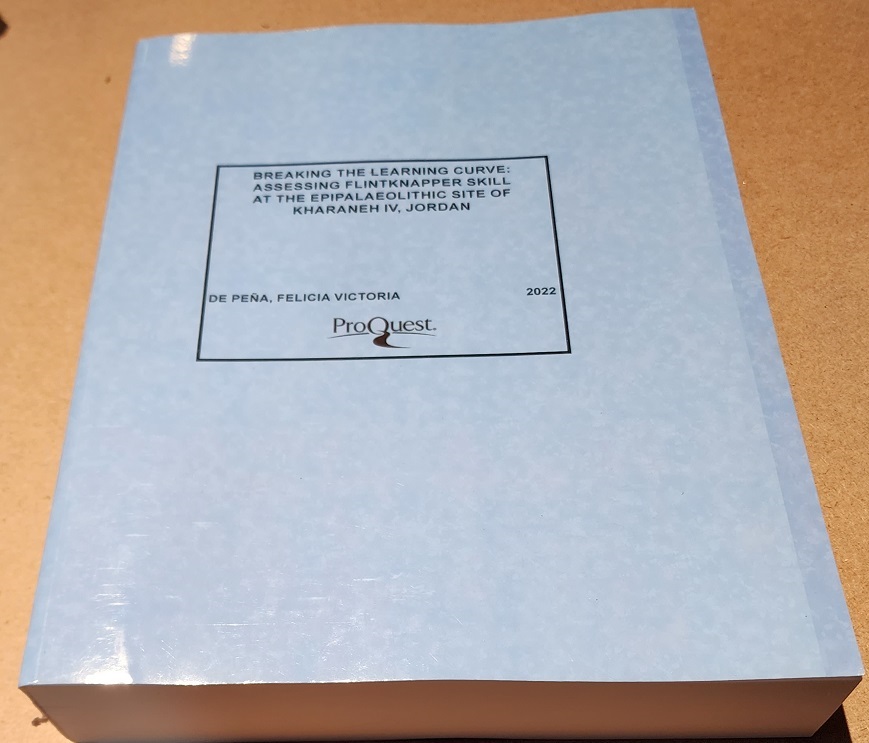 BREAKING THE LEARNING CURVE:
ASSESSING FLINTKNAPPER SKILL
AT THE EPIPALAEOLITHIC SITE OF
KHARANEH IV, JORDAN
DE PEÑA, FELICIA VICTORIA 2022
ProQuest.